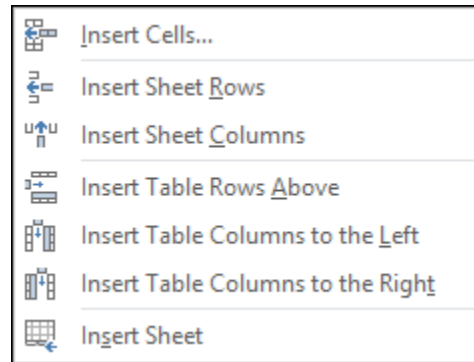 Insert Cells...
Insert Sheet Rows
Insert Sheet Columns
Insert Table Rows Above
Insert Table Columns to the Left
Insert Table Columns to the Right
Insert Sheet